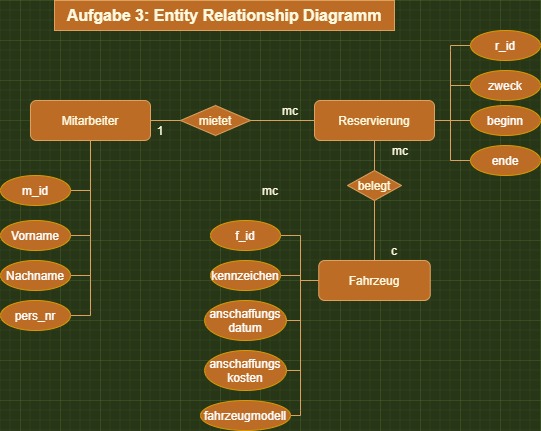 Aufgabe 3: Entity Relationship Diagramm
r_id
zweck
beginn
ende
Mitarbeiter
1
mietet
mc
Reservierung
mc
belegt
mc
c
Fahrzeug
m_id
Vorname
Nachname
pers_nr
f_id
kennzeichen
anschaffungs
datum
anschaffungs
kosten
fahrzeugmodell